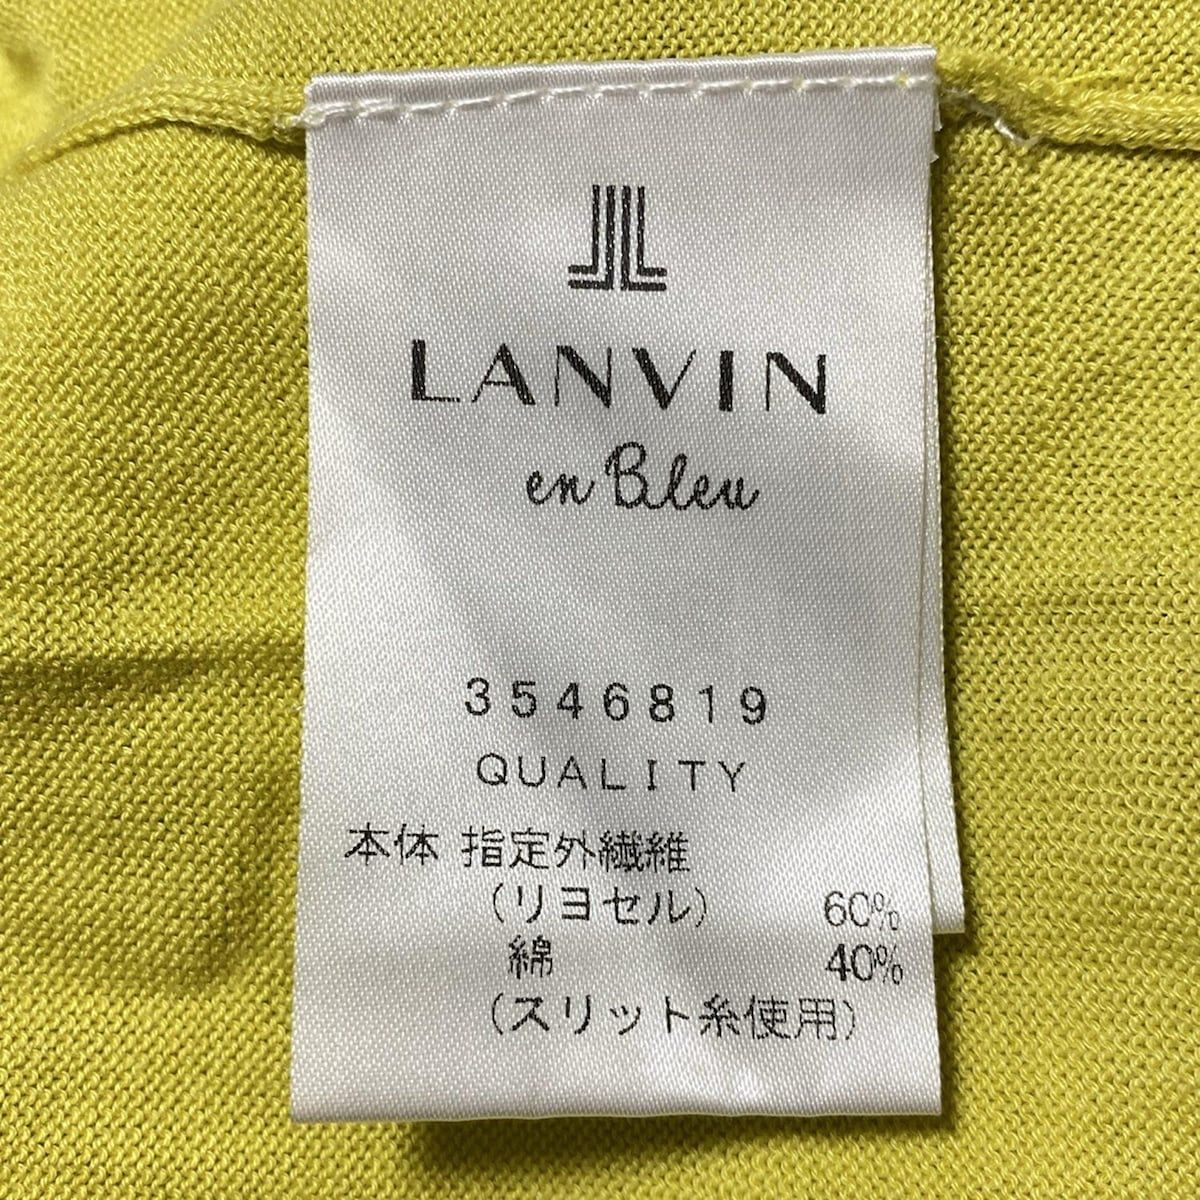 LANVIN
en Bleu
3546819
QUALITY
本体 指定外繊維
(リヨセル) 60%
綿 40%
(スリット糸使用)